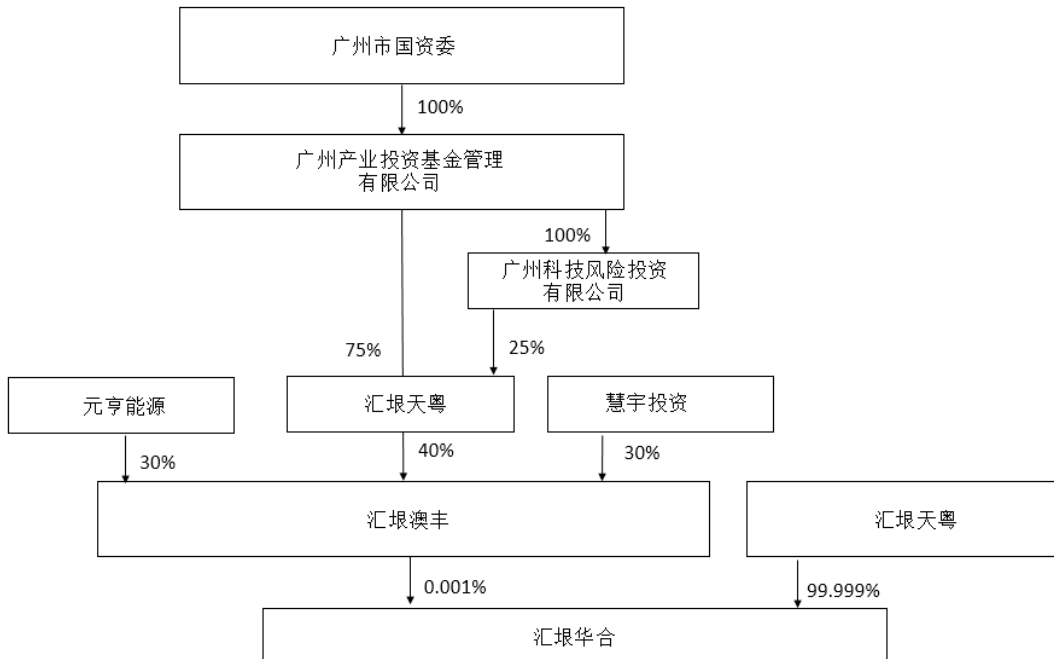 广州市国资委
100%
广州产业投资基金管理
有限公司
100%
广州科技风险投资
有限公司
75%
25%
元亨能源
汇垠天粤
慧宇投资
30%
40%
30%
汇垠澳丰
汇垠天粤
0.001%
99.999%
汇垠华合